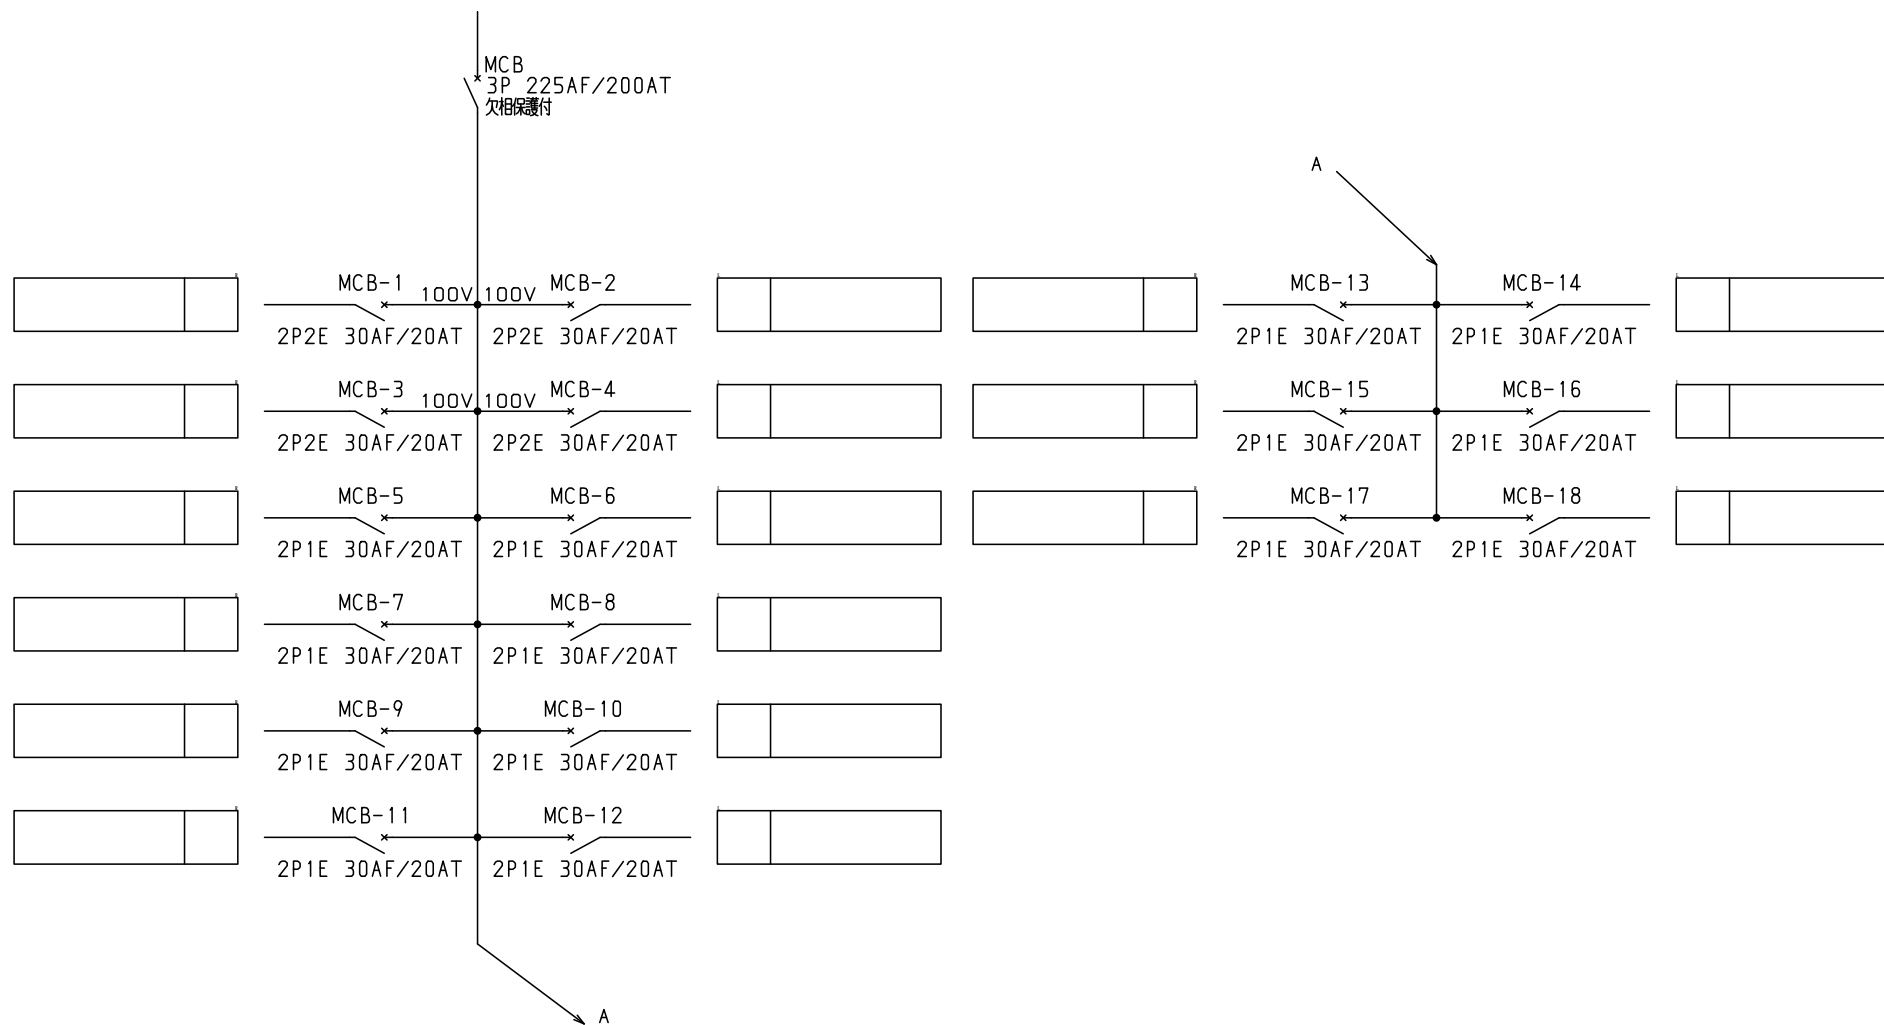 MCB
3P 225AF/200AT
欠相保護付
A
MCB-1
100V
100V
MCB-2
2P2E 30AF/20AT
2P2E 30AF/20AT
MCB-3
100V
100V
MCB-4
2P2E 30AF/20AT
2P2E 30AF/20AT
MCB-5
MCB-6
2P1E 30AF/20AT
2P1E 30AF/20AT
MCB-7
MCB-8
2P1E 30AF/20AT
2P1E 30AF/20AT
MCB-9
MCB-10
2P1E 30AF/20AT
2P1E 30AF/20AT
MCB-11
MCB-12
2P1E 30AF/20AT
2P1E 30AF/20AT
A
MCB-13
MCB-14
2P1E 30AF/20AT
2P1E 30AF/20AT
MCB-15
MCB-16
2P1E 30AF/20AT
2P1E 30AF/20AT
MCB-17
MCB-18
2P1E 30AF/20AT
2P1E 30AF/20AT